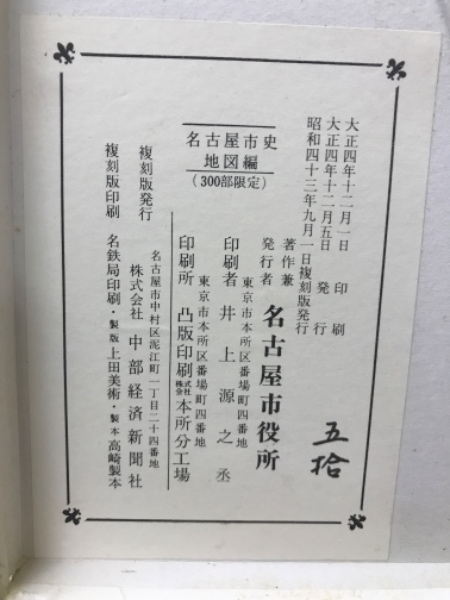 大正四年十二月一日 印刷
大正四年十二月五日 発行
昭和四十三年九月一日複刻版発行
五拾
著作兼
発行者 名古屋市役所
東京市本所区番場町四番地
印刷者 井上源之丞
東京市本所区番場町四番地
印刷所 凸版印刷株式会社本所分工場
名古屋市史
地図編
(300部限定)
名古屋市中村区泥江町一丁目二十四番地
複刻版発行 株式会社 中部経済新聞社
複刻版印刷 名鉄局印刷・製版 上田美術・製本 高崎製本